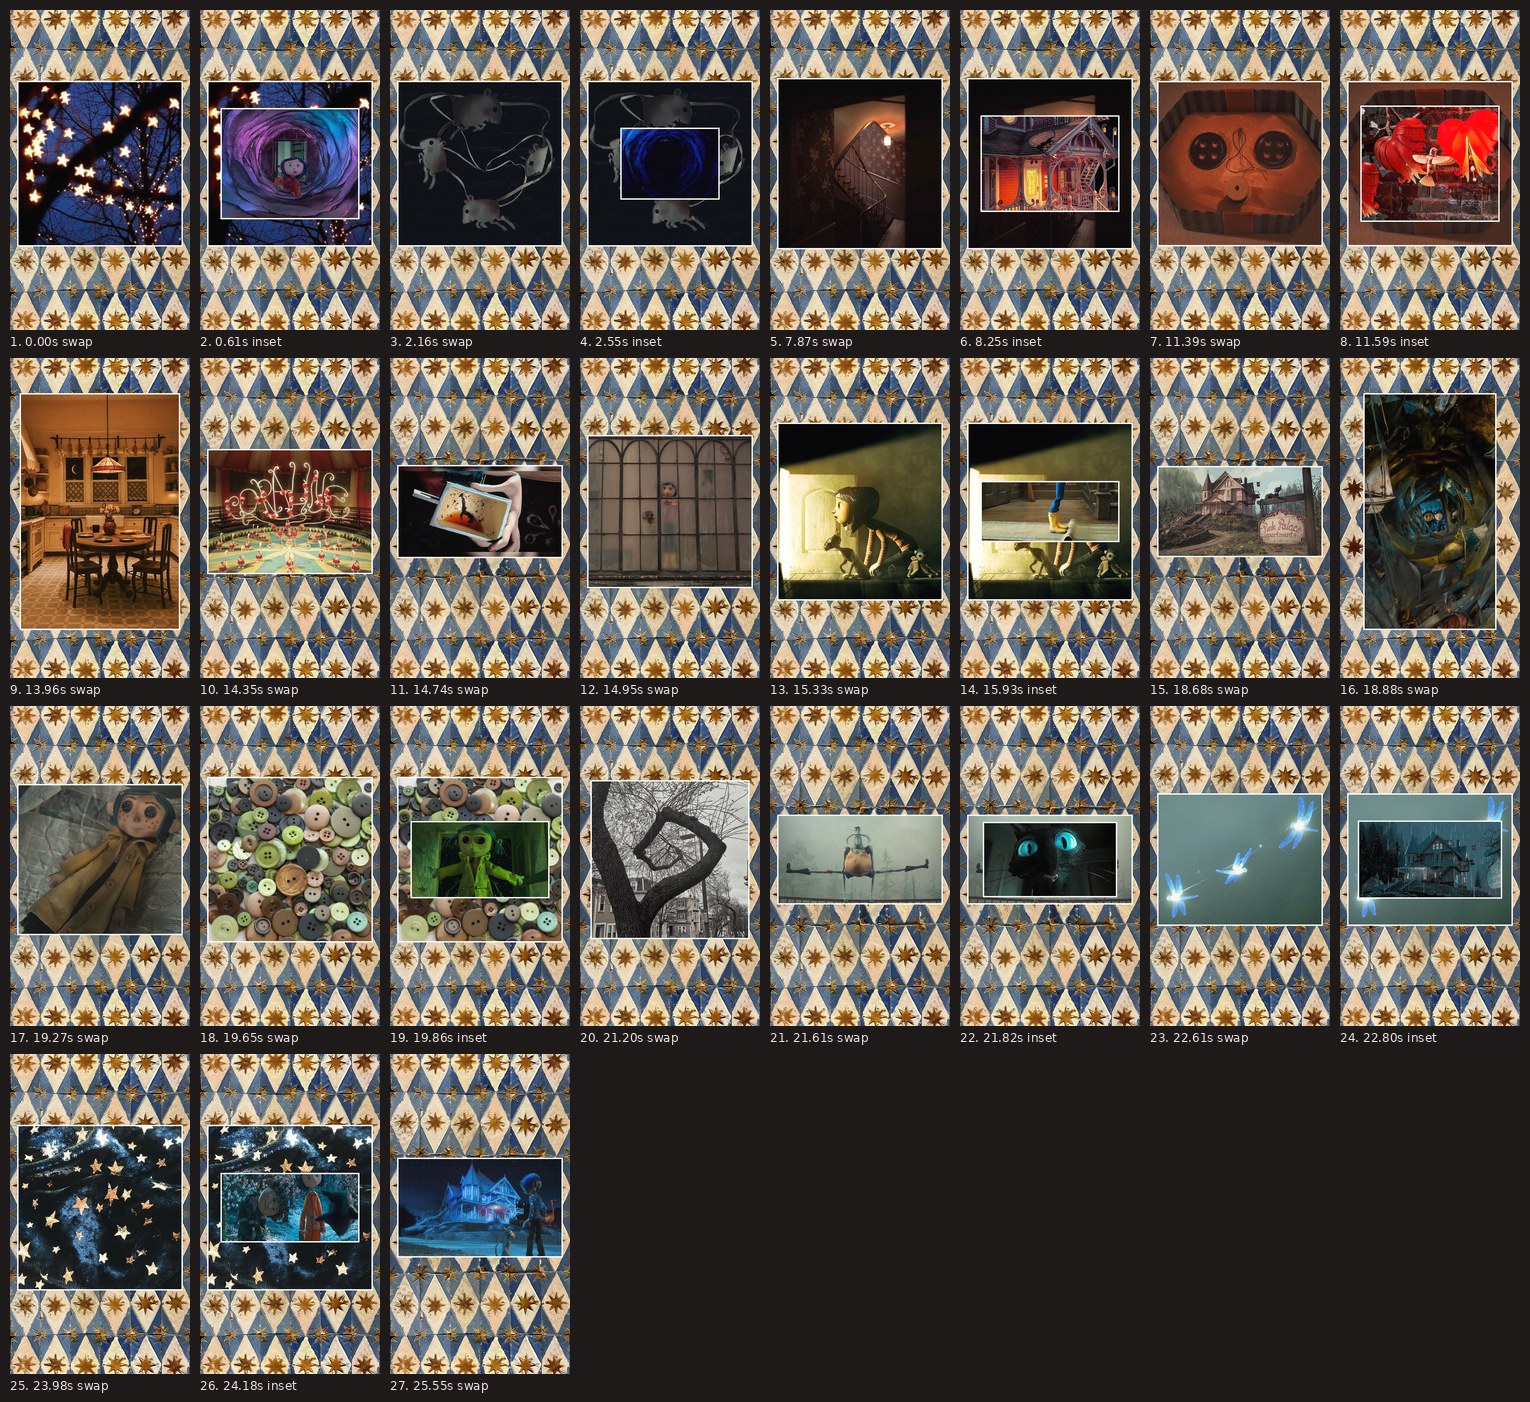 1. 0.00s swap
2. 0.61s inset
3. 2.16s swap
4. 2.55s inset
5. 7.87s swap
6. 8.25s inset
7. 11.39s swap
8. 11.59s inset
9. 13.96s swap
10. 14.35s swap
11. 14.74s swap
12. 14.95s swap
13. 15.33s swap
14. 15.93s inset
15. 18.68s swap
16. 18.88s swap
Pink Palace
Apartments
17. 19.27s swap
18. 19.65s swap
19. 19.86s inset
20. 21.20s swap
21. 21.61s swap
22. 21.82s inset
23. 22.61s swap
24. 22.80s inset
25. 23.98s swap
26. 24.18s inset
27. 25.55s swap